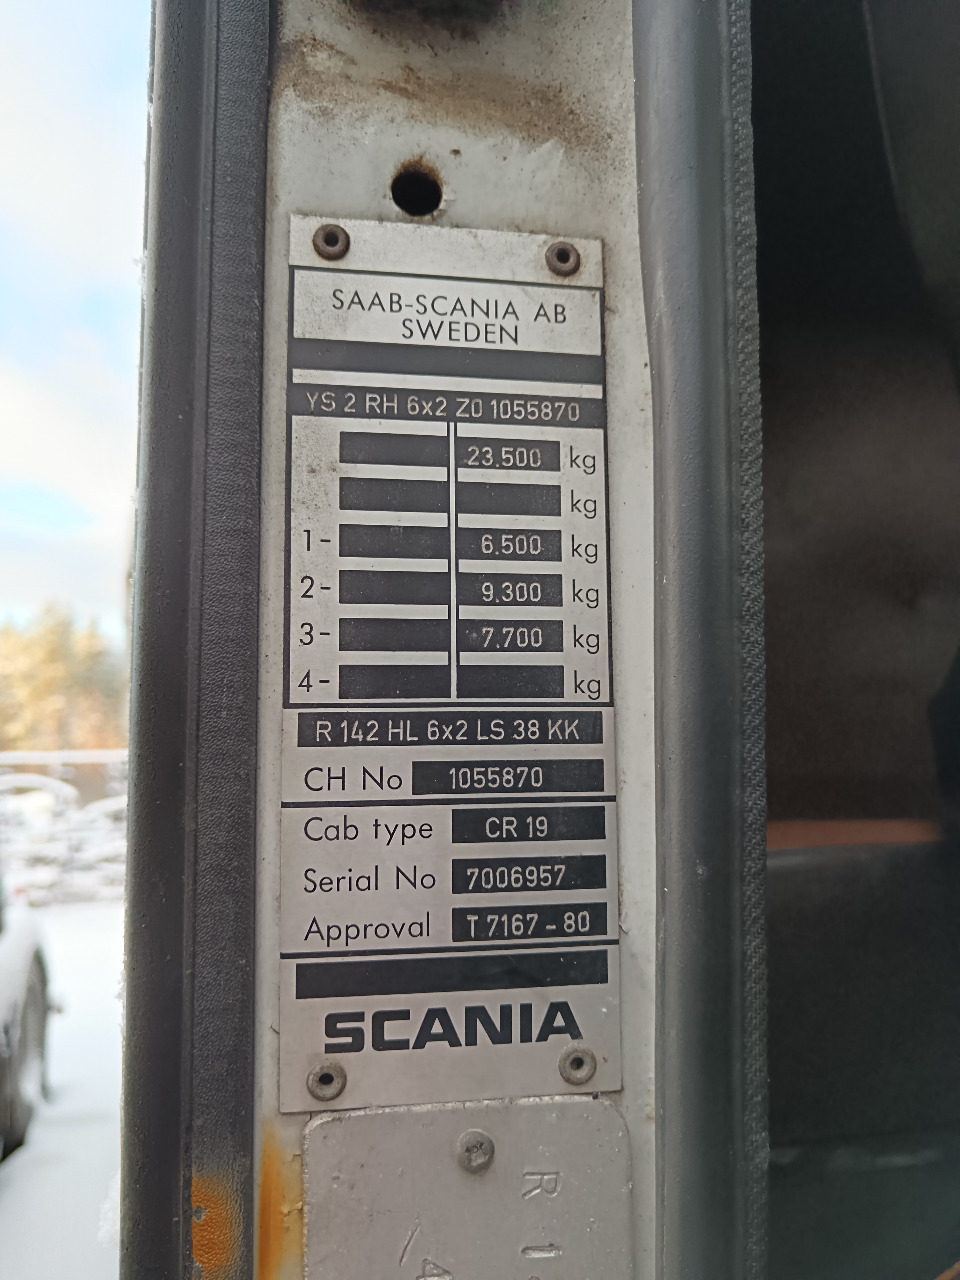 SAAB-SCANIA AB
SWEDEN
YS 2 RH 6x2 Z0 1055870
23.500 kg
kg
1- 6.500 kg
2- 9.300 kg
3- 7.700 kg
4- kg
R 142 HL 6x2 LS 38 KK
CH No 1055870
Cab type CR 19
Serial No 7006957
Approval T 7167-80
SCANIA
R 1
4